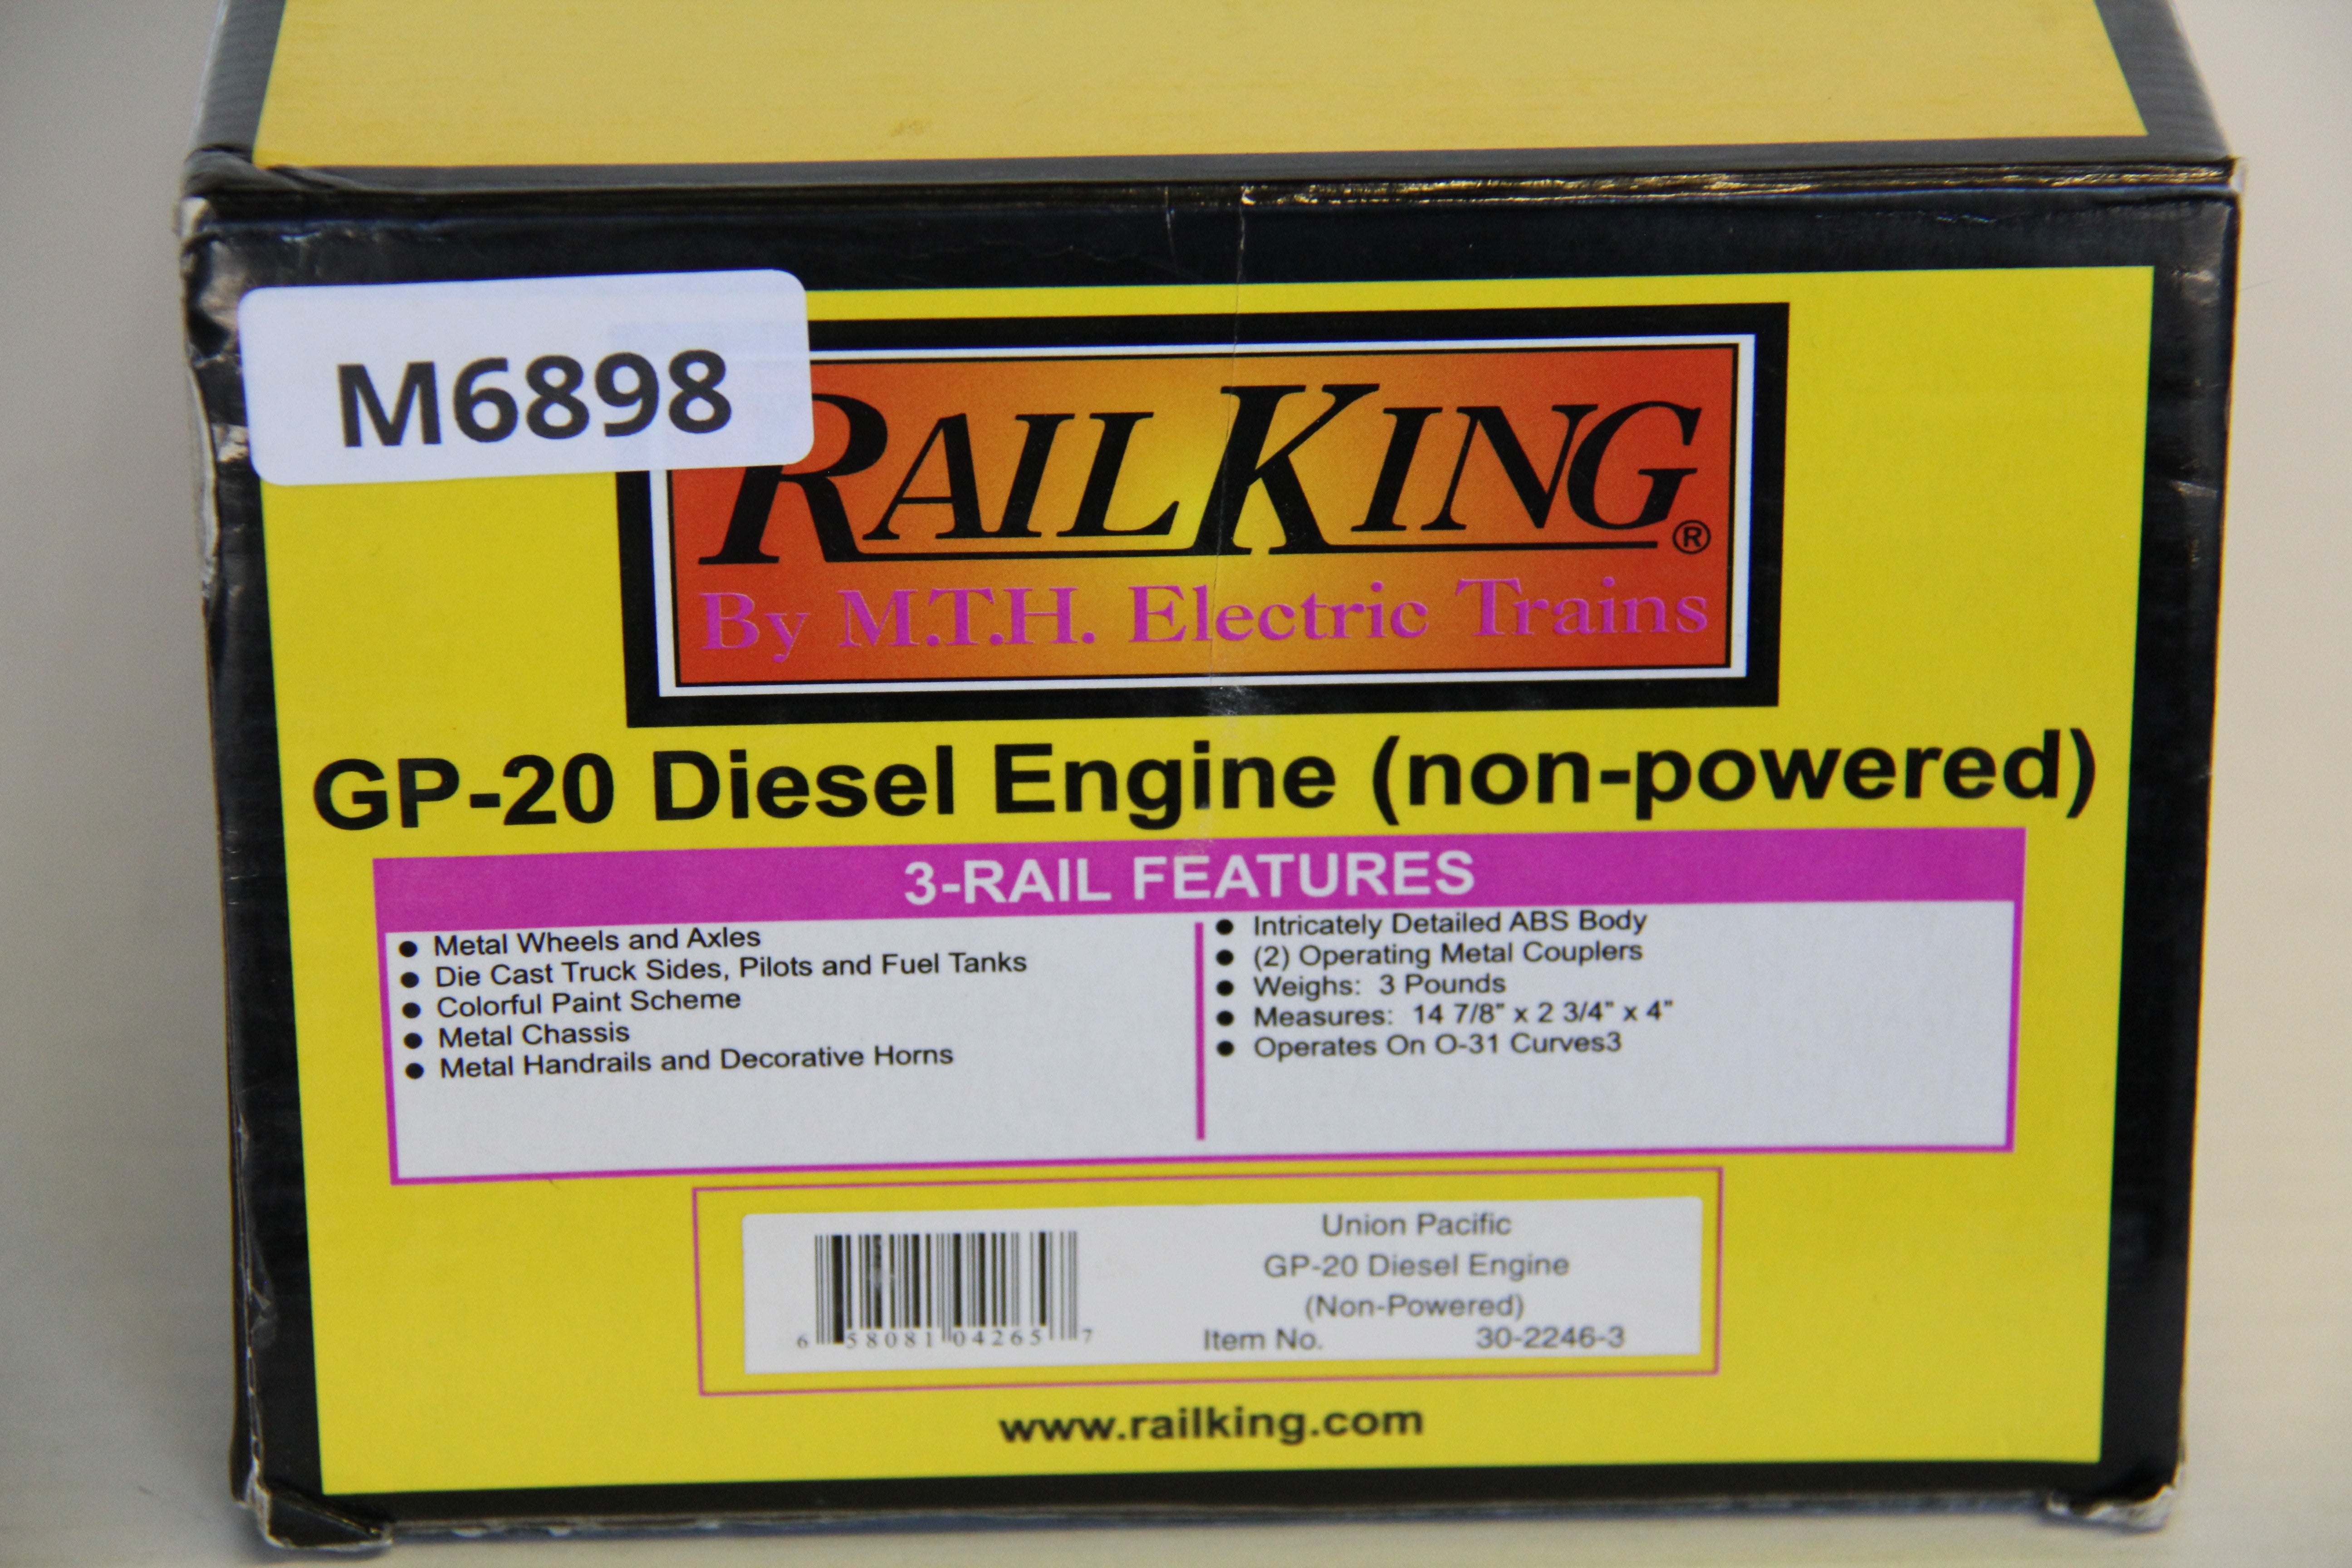 M6898
RAILKING®
By M.T.H. Electric Trains
GP-20 Diesel Engine (non-powered)
3-RAIL FEATURES
● Metal Wheels and Axles
● Die Cast Truck Sides, Pilots and Fuel Tanks
● Colorful Paint Scheme
● Metal Chassis
● Metal Handrails and Decorative Horns
● Intricately Detailed ABS Body
● (2) Operating Metal Couplers
● Weighs: 3 Pounds
● Measures: 14 7/8" x 2 3/4" x 4"
● Operates On O-31 Curves3
6 58081 04265 7
Union Pacific
GP-20 Diesel Engine
(Non-Powered)
Item No. 30-2246-3
www.railking.com